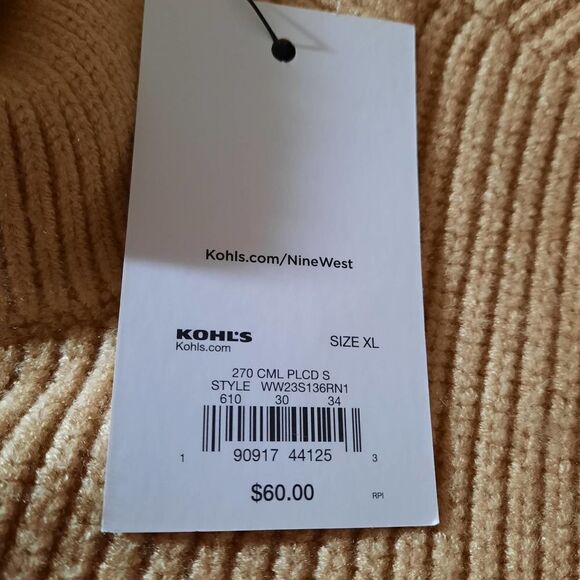 Kohls.com/NineWest
KOHL'S
SIZE XL
Kohls.com
270 CML PLCD S
STYLE WW23S136RN1
610 30 34
1 90917 44125 3
$60.00
RPI